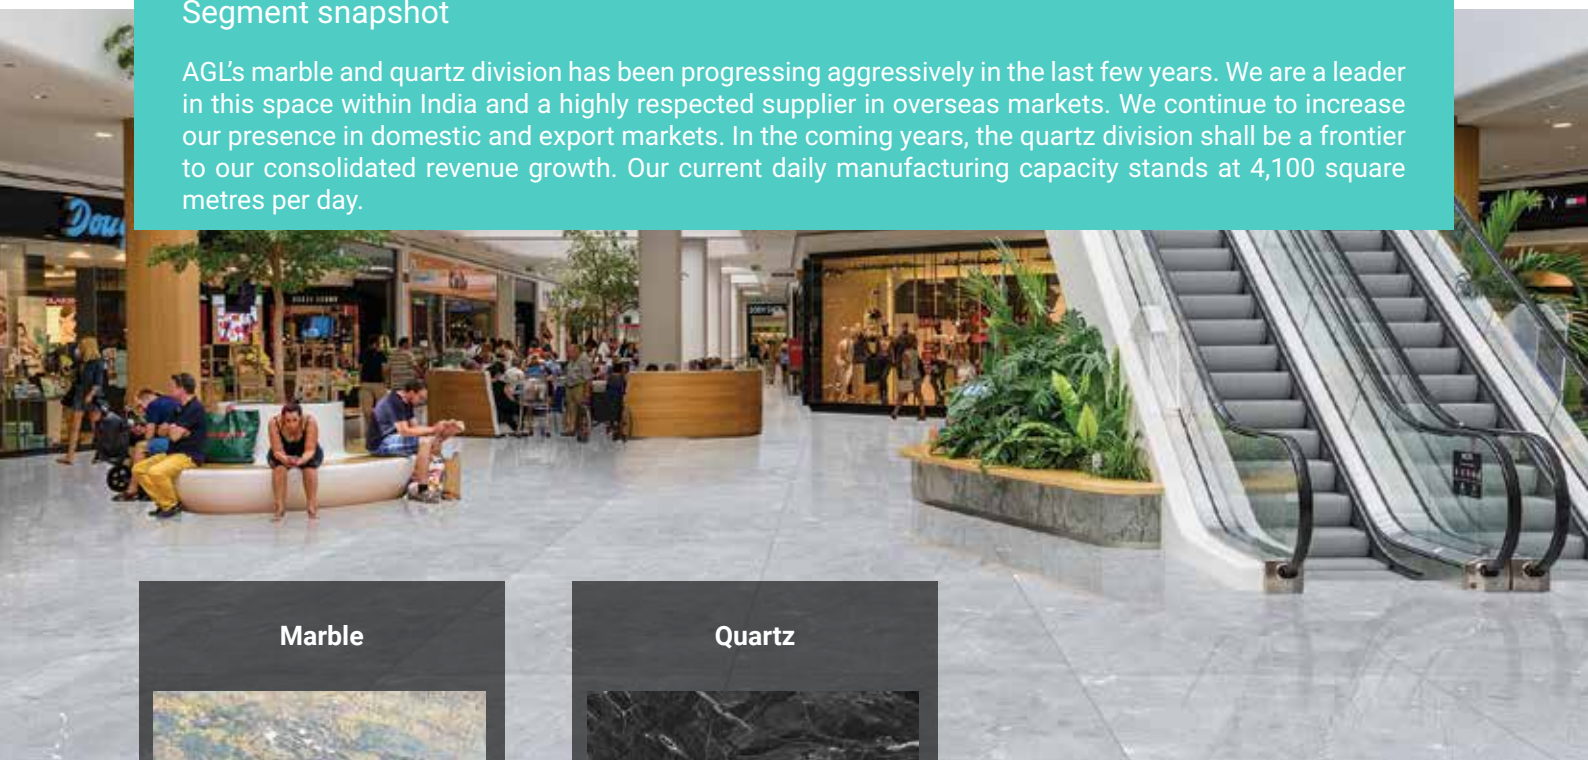 Segment snapshot
AGL's marble and quartz division has been progressing aggressively in the last few years. We are a leader
in this space within India and a highly respected supplier in overseas markets. We continue to increase
our presence in domestic and export markets. In the coming years, the quartz division shall be a frontier
to our consolidated revenue growth. Our current daily manufacturing capacity stands at 4,100 square
metres per day.
Dou
Marble
Quartz